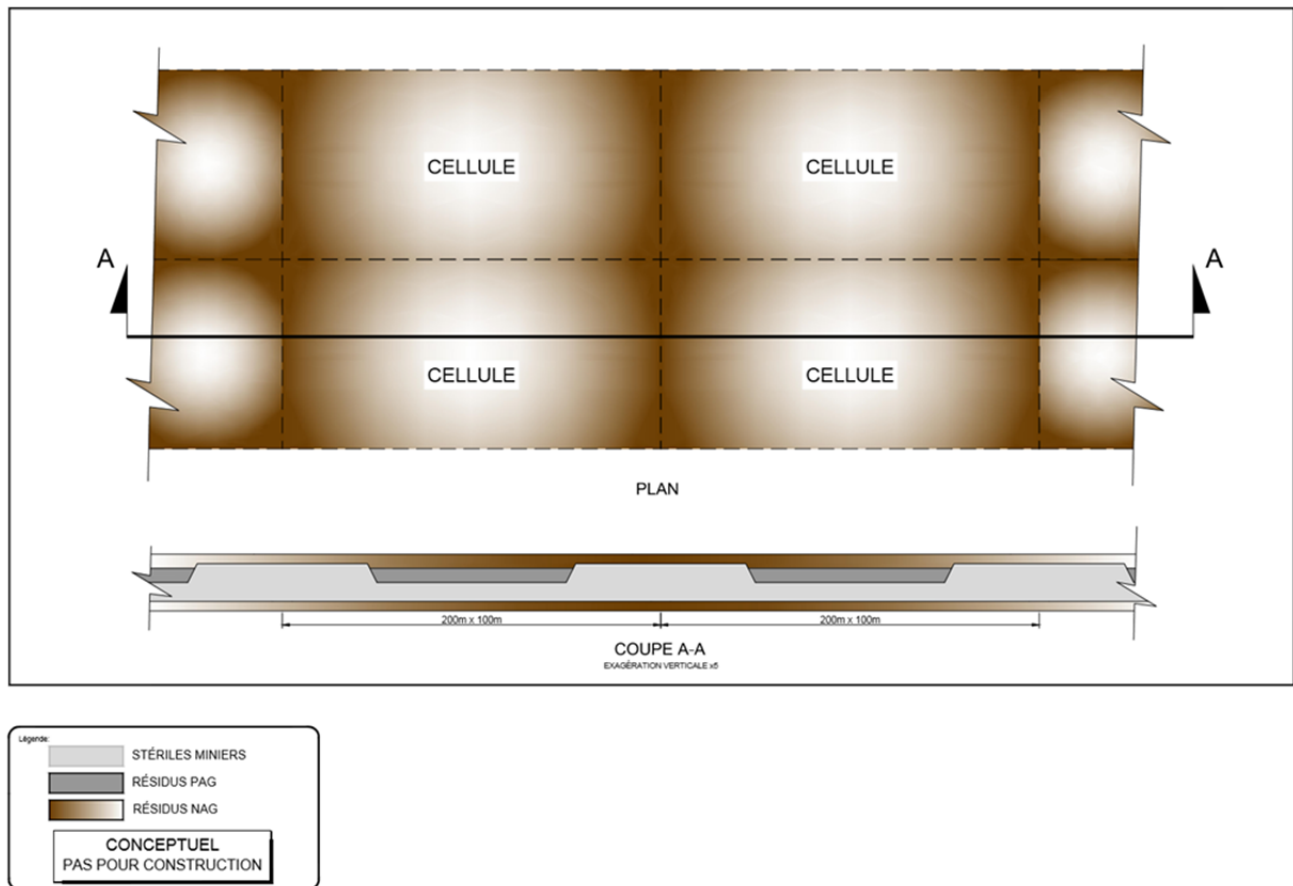 CELLULE
CELLULE
A
A
CELLULE
CELLULE
PLAN
200m x 100m
200m x 100m
COUPE A-A
EXAGÉRATION VERTICALE x5
Légende:
STÉRILES MINIERS
RÉSIDUS PAG
RÉSIDUS NAG
CONCEPTUEL
PAS POUR CONSTRUCTION